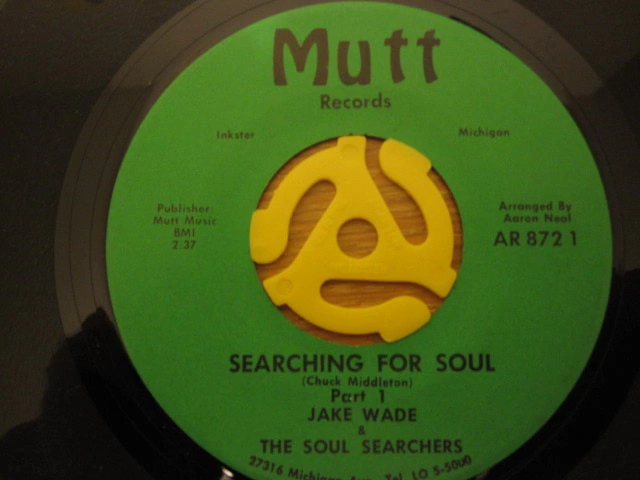 Mutt
Records
Inkster
Michigan
Publisher:
Mutt Music
BMI
2:37
Arranged By
Aaron Neal
AR 872 1
SEARCHING FOR SOUL
(Chuck Middleton)
Part 1
JAKE WADE
&
THE SOUL SEARCHERS
27316 Michigan Ave. Tel. LO 5-5000